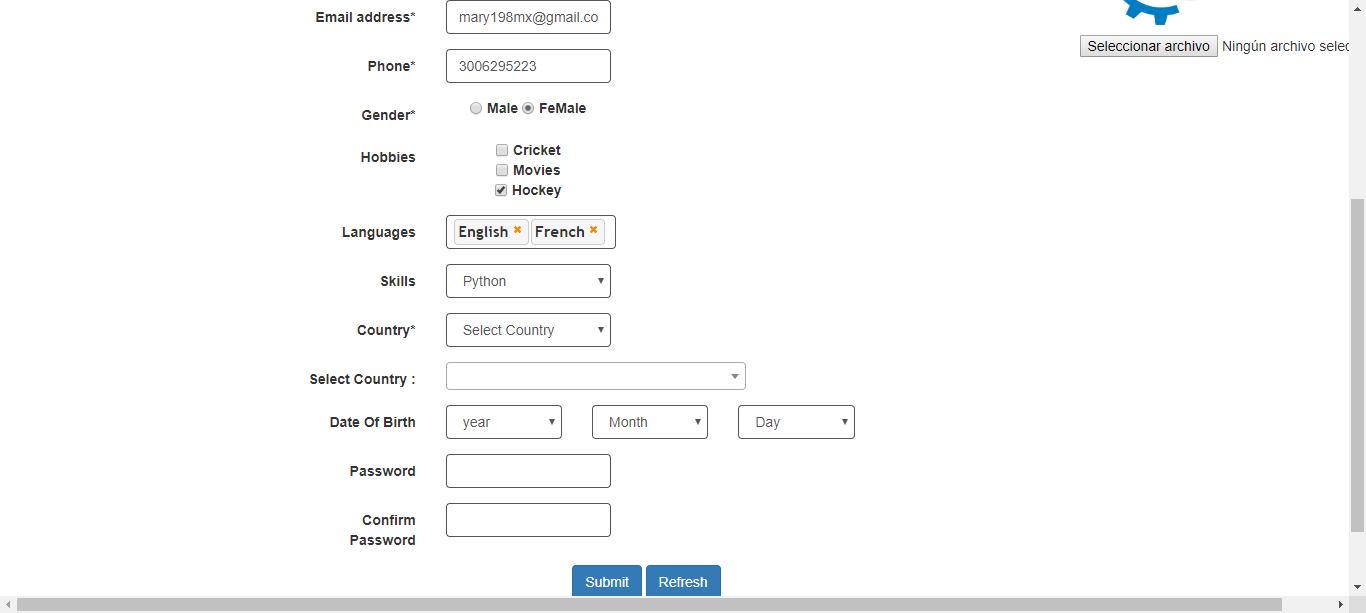 Email address* mary198mx@gmail.co
Seleccionar archivo Ningún archivo selec
Phone* 3006295223
Gender* Male FeMale
Hobbies Cricket
Movies
Hockey
Languages English French
Skills Python
Country* Select Country
Select Country :
Date Of Birth year Month Day
Password
Confirm
Password
Submit Refresh